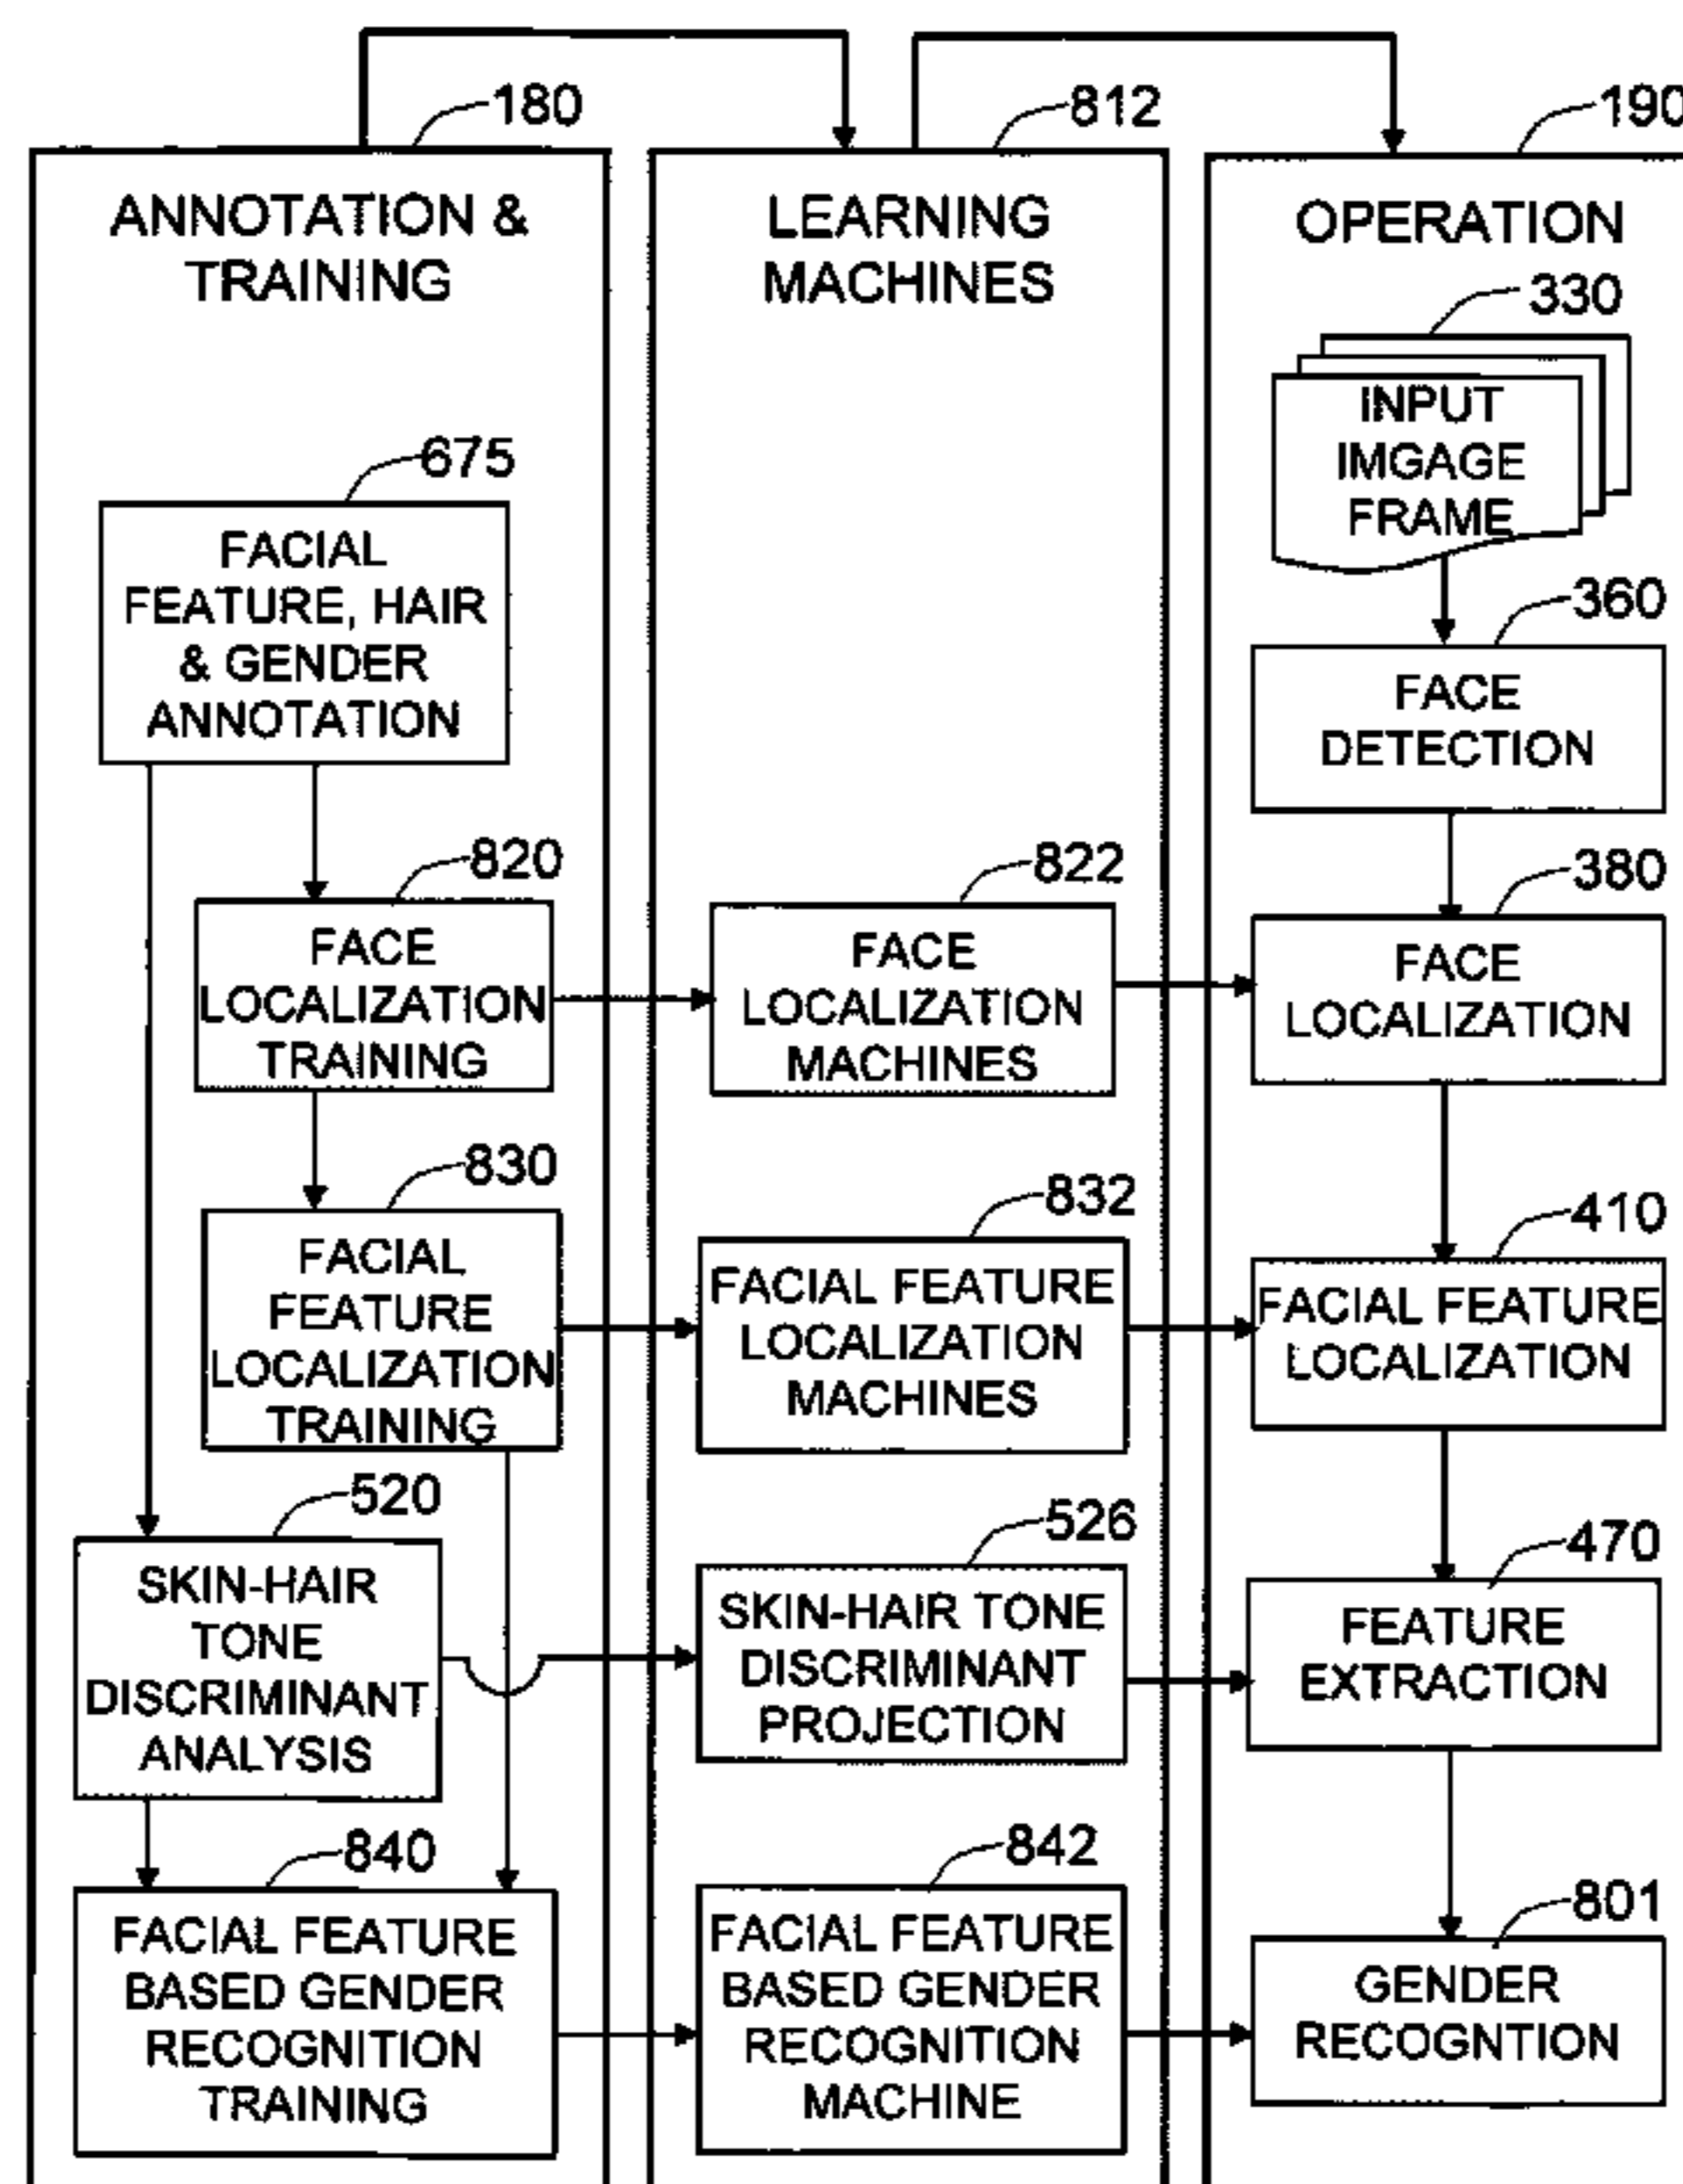 180
ANNOTATION &
TRAINING
675
FACIAL
FEATURE, HAIR
& GENDER
ANNOTATION
820
FACE
LOCALIZATION
TRAINING
830
FACIAL
FEATURE
LOCALIZATION
TRAINING
520
SKIN-HAIR
TONE
DISCRIMINANT
ANALYSIS
840
FACIAL FEATURE
BASED GENDER
RECOGNITION
TRAINING
812
LEARNING
MACHINES
822
FACE
LOCALIZATION
MACHINES
832
FACIAL FEATURE
LOCALIZATION
MACHINES
526
SKIN-HAIR TONE
DISCRIMINANT
PROJECTION
842
FACIAL FEATURE
BASED GENDER
RECOGNITION
MACHINE
190
OPERATION
330
INPUT
IMGAGE
FRAME
360
FACE
DETECTION
380
FACE
LOCALIZATION
410
FACIAL FEATURE
LOCALIZATION
470
FEATURE
EXTRACTION
801
GENDER
RECOGNTION